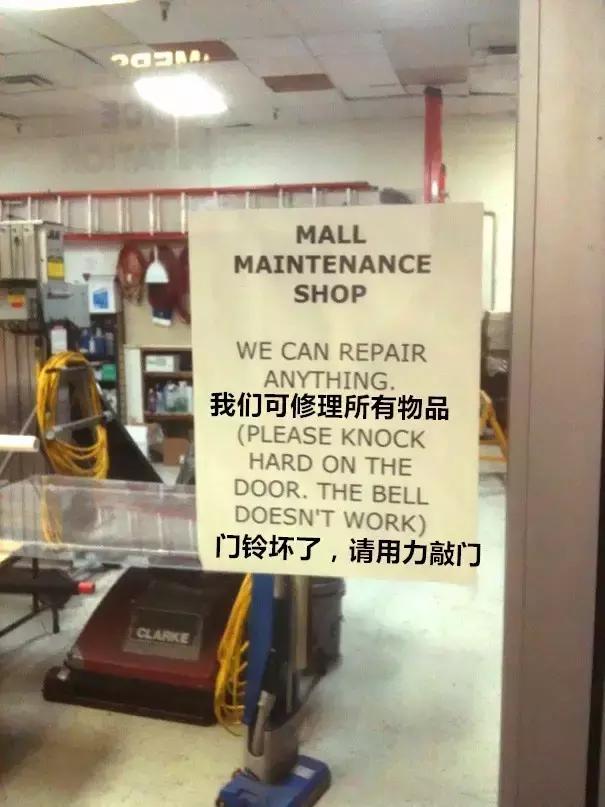 MALL
MAINTENANCE
SHOP
WE CAN REPAIR
ANYTHING.
我们可修理所有物品
(PLEASE KNOCK
HARD ON THE
DOOR. THE BELL
DOESN'T WORK)
门铃坏了，请用力敲门
CLARKE